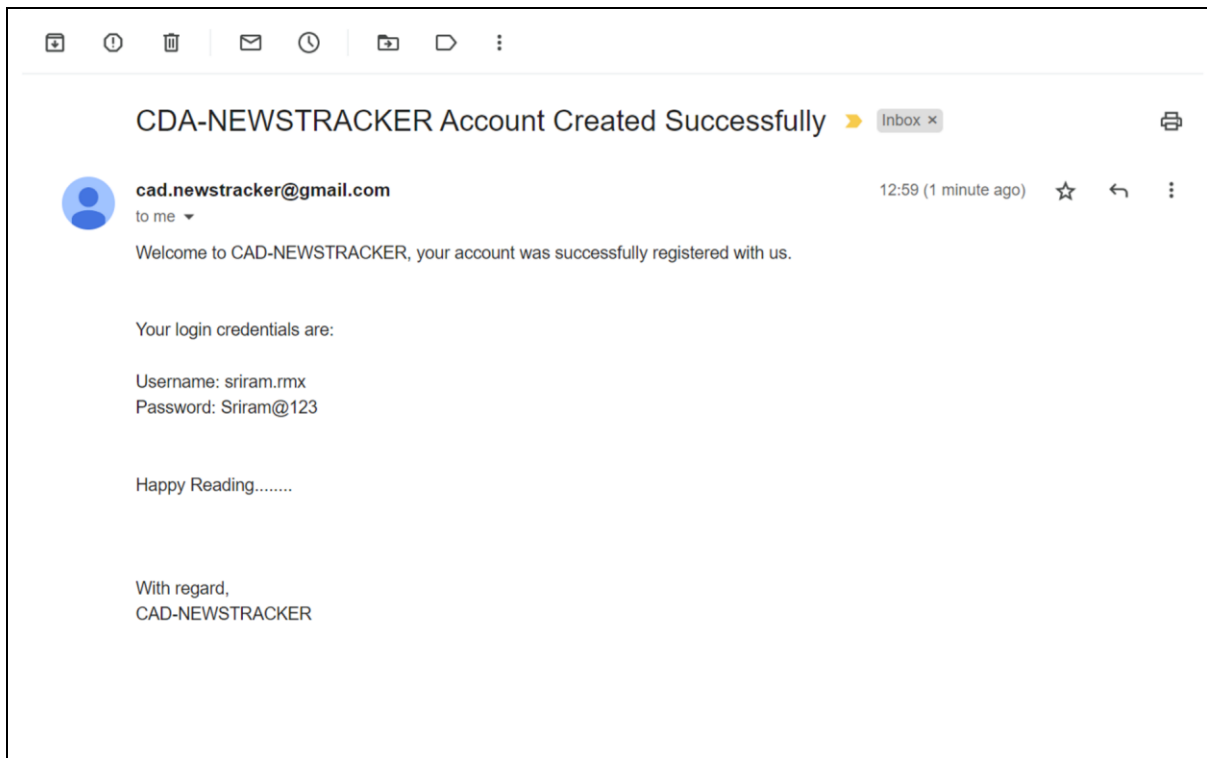 CDA-NEWSTRACKER Account Created Successfully Inbox ×
cad.newstracker@gmail.com 12:59 (1 minute ago)
to me
Welcome to CAD-NEWSTRACKER, your account was successfully registered with us.
Your login credentials are:
Username: sriram.rmx
Password: Sriram@123
Happy Reading........
With regard,
CAD-NEWSTRACKER